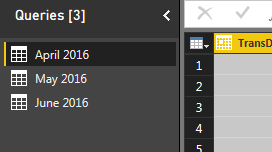 Queries [3]
April 2016
May 2016
June 2016
TransD
1
2
3
4
5